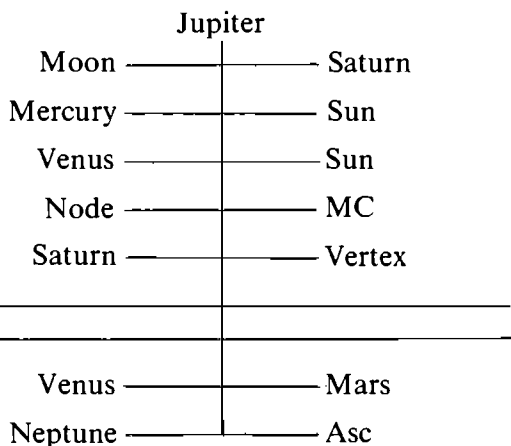 Jupiter
Moon Saturn
Mercury Sun
Venus Sun
Node MC
Saturn Vertex
Venus Mars
Neptune Asc